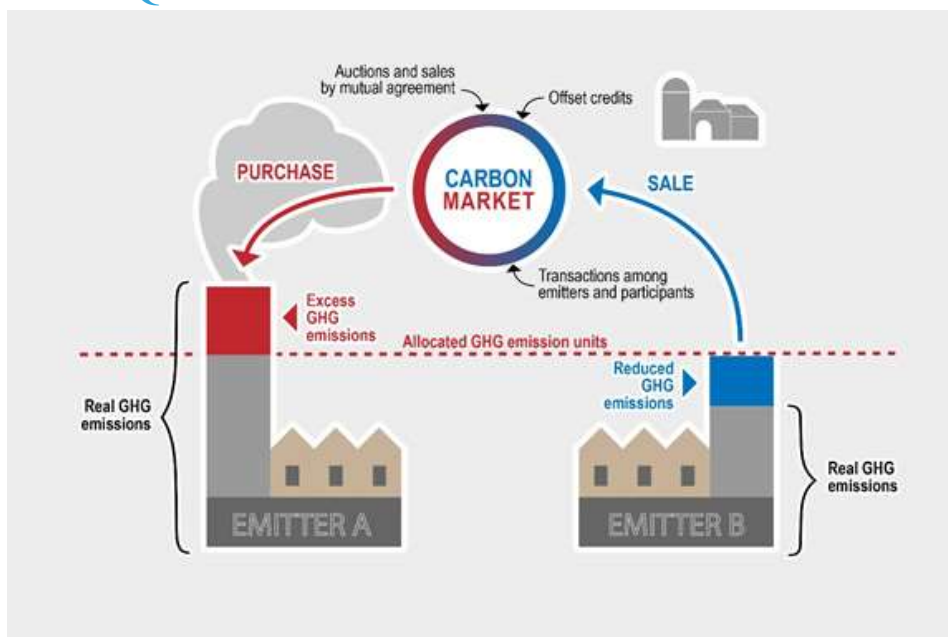 Auctions and sales
by mutual agreement
Offset credits
PURCHASE
CARBON
MARKET
SALE
Transactions among
emitters and participants
Excess
GHG
emissions
Allocated GHG emission units
Reduced
GHG
emissions
Real GHG
emissions
Real GHG
emissions
EMITTER A
EMITTER B